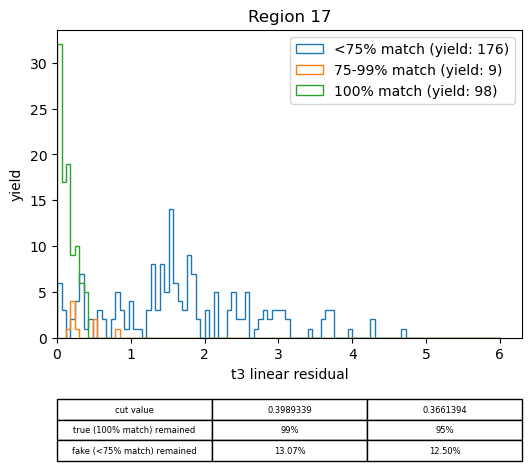 Region 17
<75% match (yield: 176)
75-99% match (yield: 9)
100% match (yield: 98)
yield
30
25
20
15
10
5
0
0 1 2 3 4 5 6
t3 linear residual
cut value 0.3989339 0.3661394
true (100% match) remained 99% 95%
fake (<75% match) remained 13.07% 12.50%